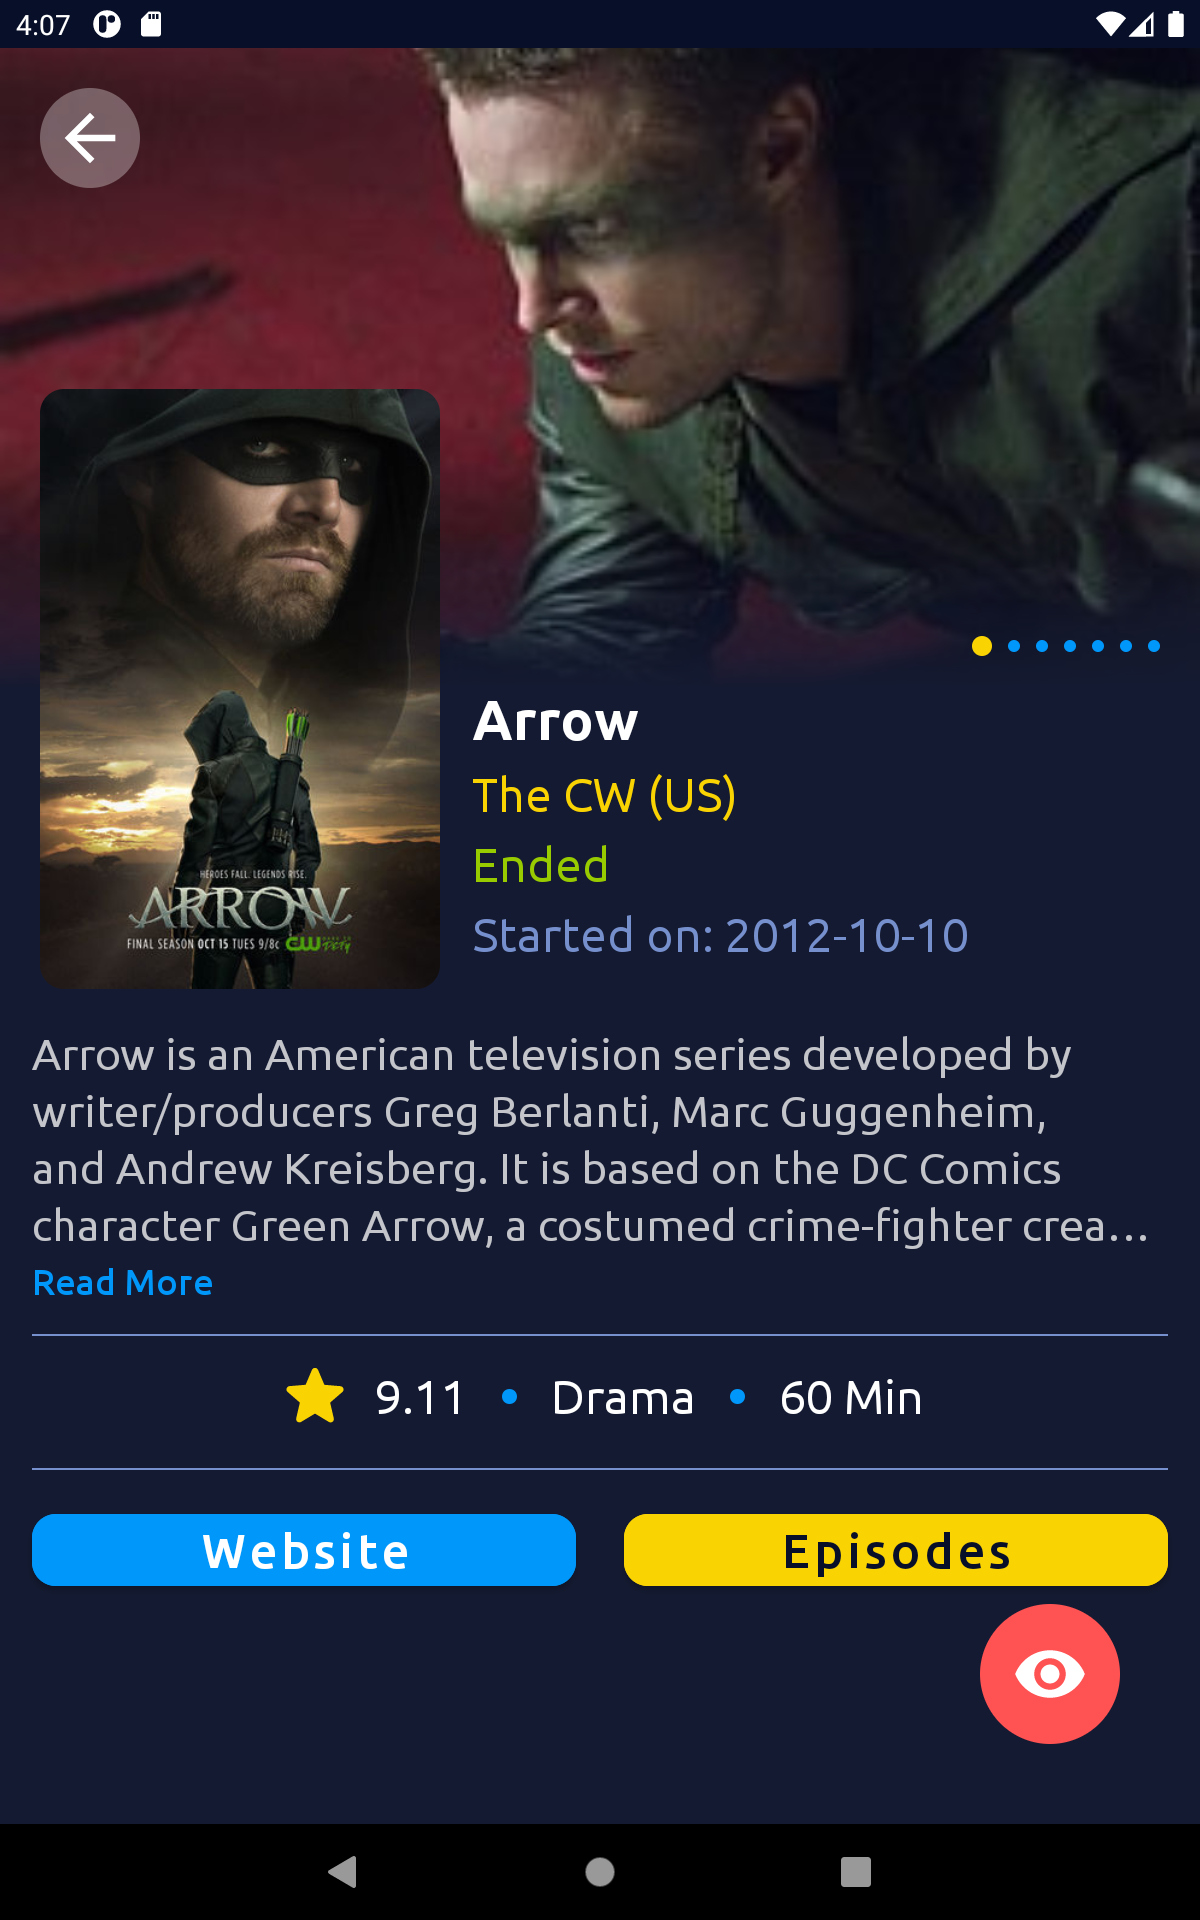 4:07
HEROES FALL. LEGENDS RISE.
ARROW
FINAL SEASON OCT 15 TUES 9/8c CW
Arrow
The CW (US)
Ended
Started on: 2012-10-10
Arrow is an American television series developed by
writer/producers Greg Berlanti, Marc Guggenheim,
and Andrew Kreisberg. It is based on the DC Comics
character Green Arrow, a costumed crime-fighter crea...
Read More
9.11 • Drama • 60 Min
Website
Episodes